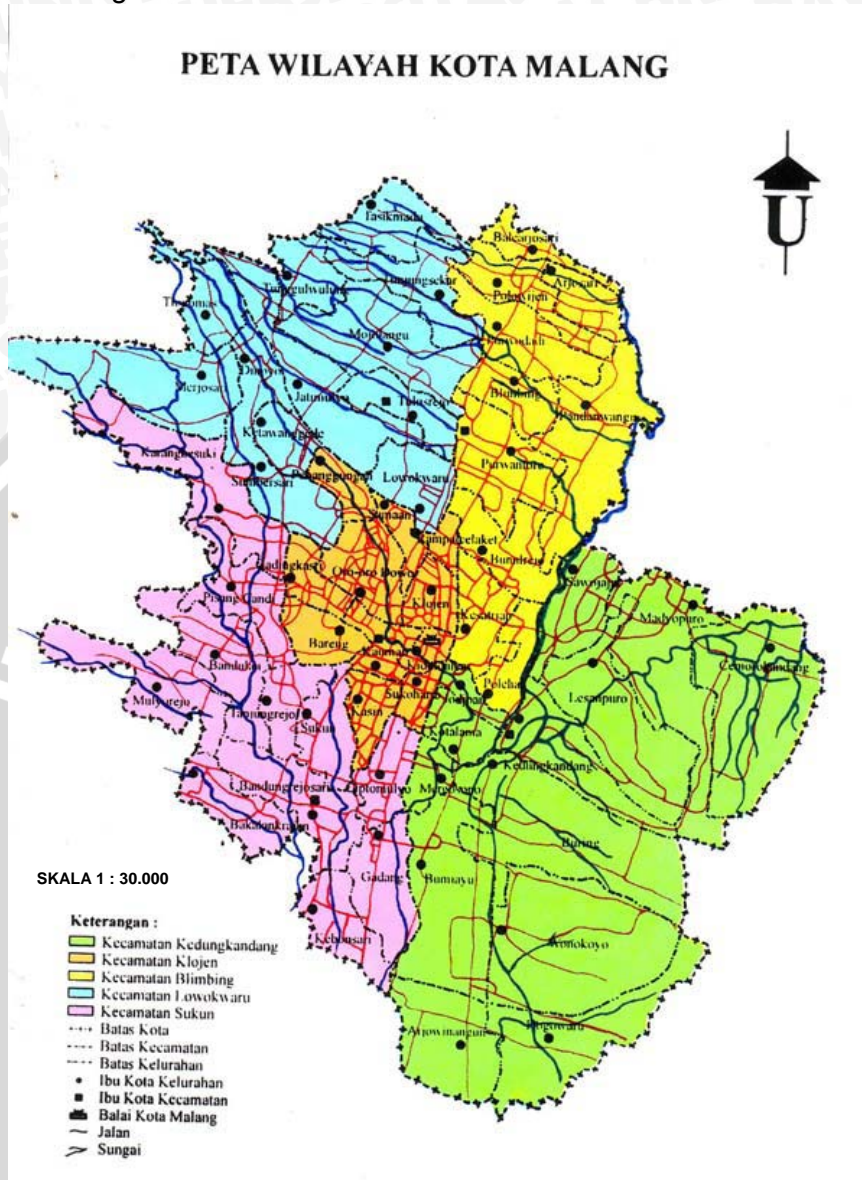 PETA WILAYAH KOTA MALANG
U
Tasikmadu
Balearjosari
Arjosari
Tunggulwulung
Tunjungsekar
Polowijen
Tlogomas
Mojolangu
Purwodadi
Merjosari
Dinoyo
Jatimulyo
Blimbing
Pandanwangi
Tulusrejo
Ketawanggede
Karangbesuki
Sumbersari
Penanggungan
Lowokwaru
Purwantoro
Samaan
Rampalcelaket
Bunulrejo
Sawojajar
Gadingkasri
Oro-oro Dowo
Pisang Candi
Klojen
Madyopuro
Bareng
Kesatrian
Kauman
Cemorokandang
Bandulan
Sukoharjo
Jodipan
Polehan
Lesanpuro
Mulyorejo
Tanjungrejo
Sukun
Kasin
Kotalama
Kedungkandang
Bandungrejosari
Ciptomulyo
Mergosono
Bakalankrajan
Buring
SKALA 1 : 30.000
Gadang
Bumiayu
Kebonsari
Wonokoyo
Arjowinangun
Tlogowaru
Keterangan :
Kecamatan Kedungkandang
Kecamatan Klojen
Kecamatan Blimbing
Kecamatan Lowokwaru
Kecamatan Sukun
Batas Kota
Batas Kecamatan
Batas Kelurahan
Ibu Kota Kelurahan
Ibu Kota Kecamatan
Balai Kota Malang
Jalan
Sungai